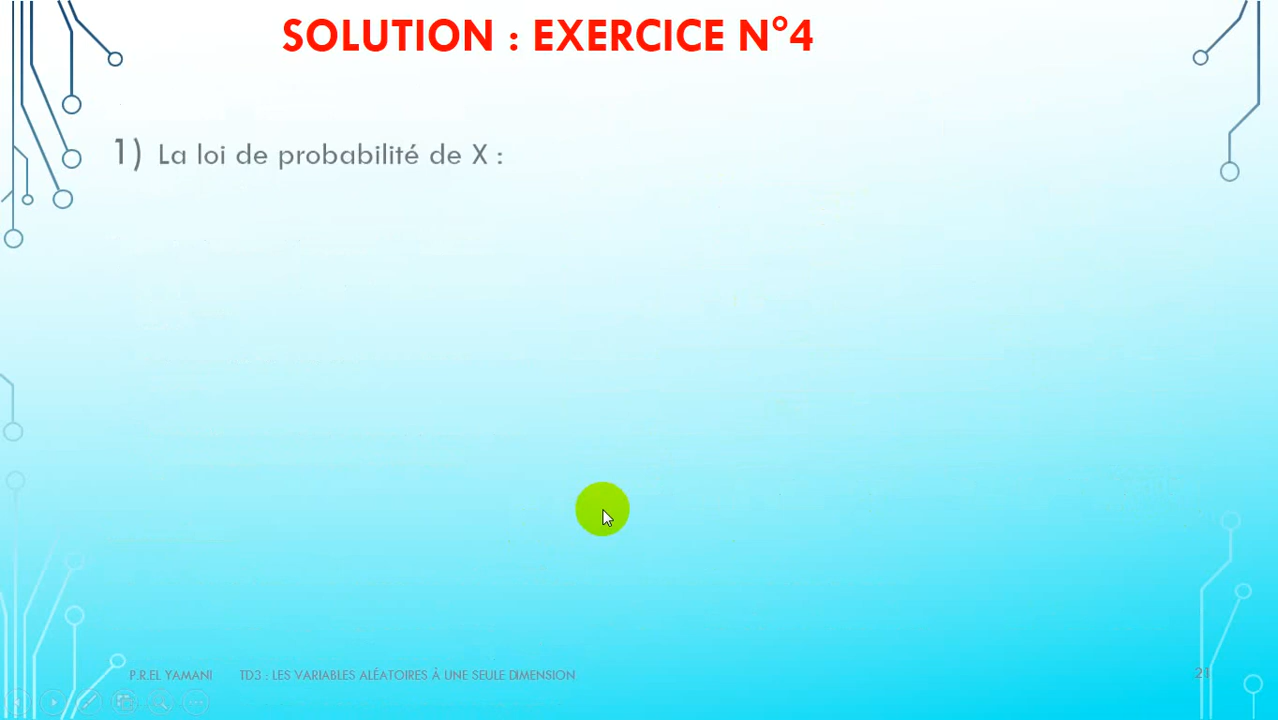 SOLUTION : EXERCICE N°4
1) La loi de probabilité de X :
P.R.EL YAMANI TD3 : LES VARIABLES ALÉATOIRES À UNE SEULE DIMENSION